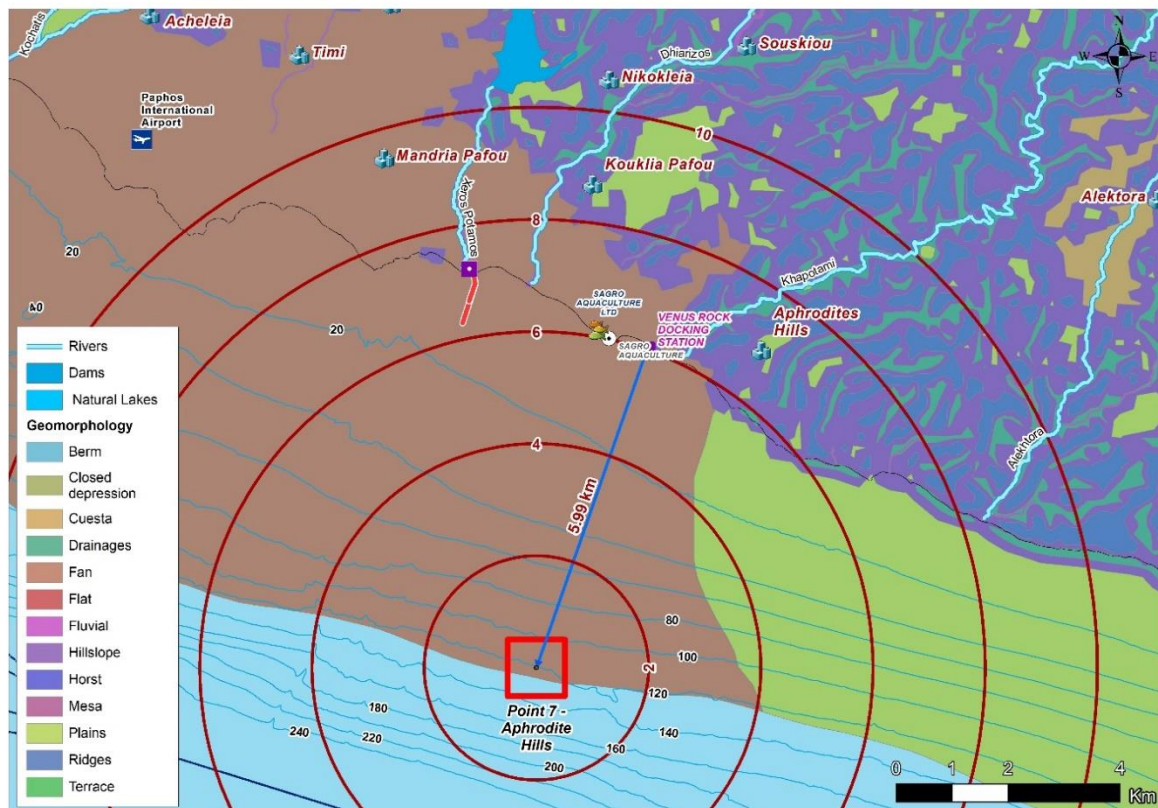 Kochatis
Acheleia
Timi
Paphos
International
Airport
Dhiarizos
Souskiou
Nikokleia
N
W
E
S
10
Mandria Pafou
Kouklia Pafou
Xeros Potamos
Alektora
8
20
Khapotami
40
20
SAGRO
AQUACULTURE
LTD
6
SAGRO
AQUACULTURE
VENUS ROCK
DOCKING
STATION
Aphrodites
Hills
Alekhtora
4
5.99 km
80
100
2
120
140
160
180
200
220
240
Point 7 -
Aphrodite
Hills
Rivers
Dams
Natural Lakes
Geomorphology
Berm
Closed
depression
Cuesta
Drainages
Fan
Flat
Fluvial
Hillslope
Horst
Mesa
Plains
Ridges
Terrace
0 1 2 4
Km